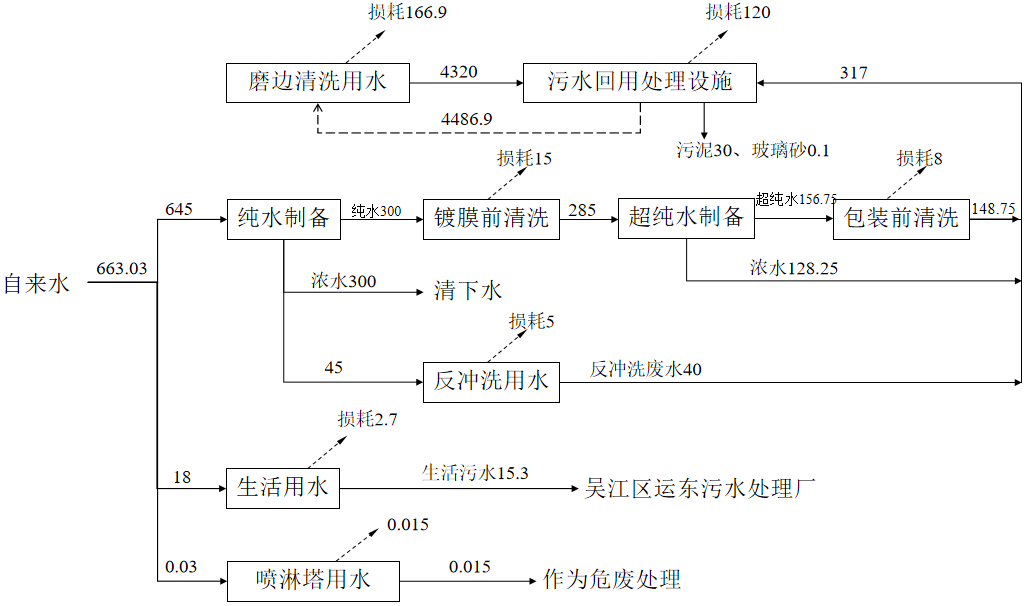 损耗166.9
损耗120
磨边清洗用水
4320
污水回用处理设施
317
4486.9
污泥30、玻璃砂0.1
损耗15
损耗8
645
纯水制备
纯水300
镀膜前清洗
285
超纯水制备
超纯水156.75
包装前清洗
148.75
自来水
663.03
浓水300
清下水
浓水128.25
损耗5
45
反冲洗用水
反冲洗废水40
损耗2.7
18
生活用水
生活污水15.3
吴江区运东污水处理厂
0.015
0.03
喷淋塔用水
0.015
作为危废处理